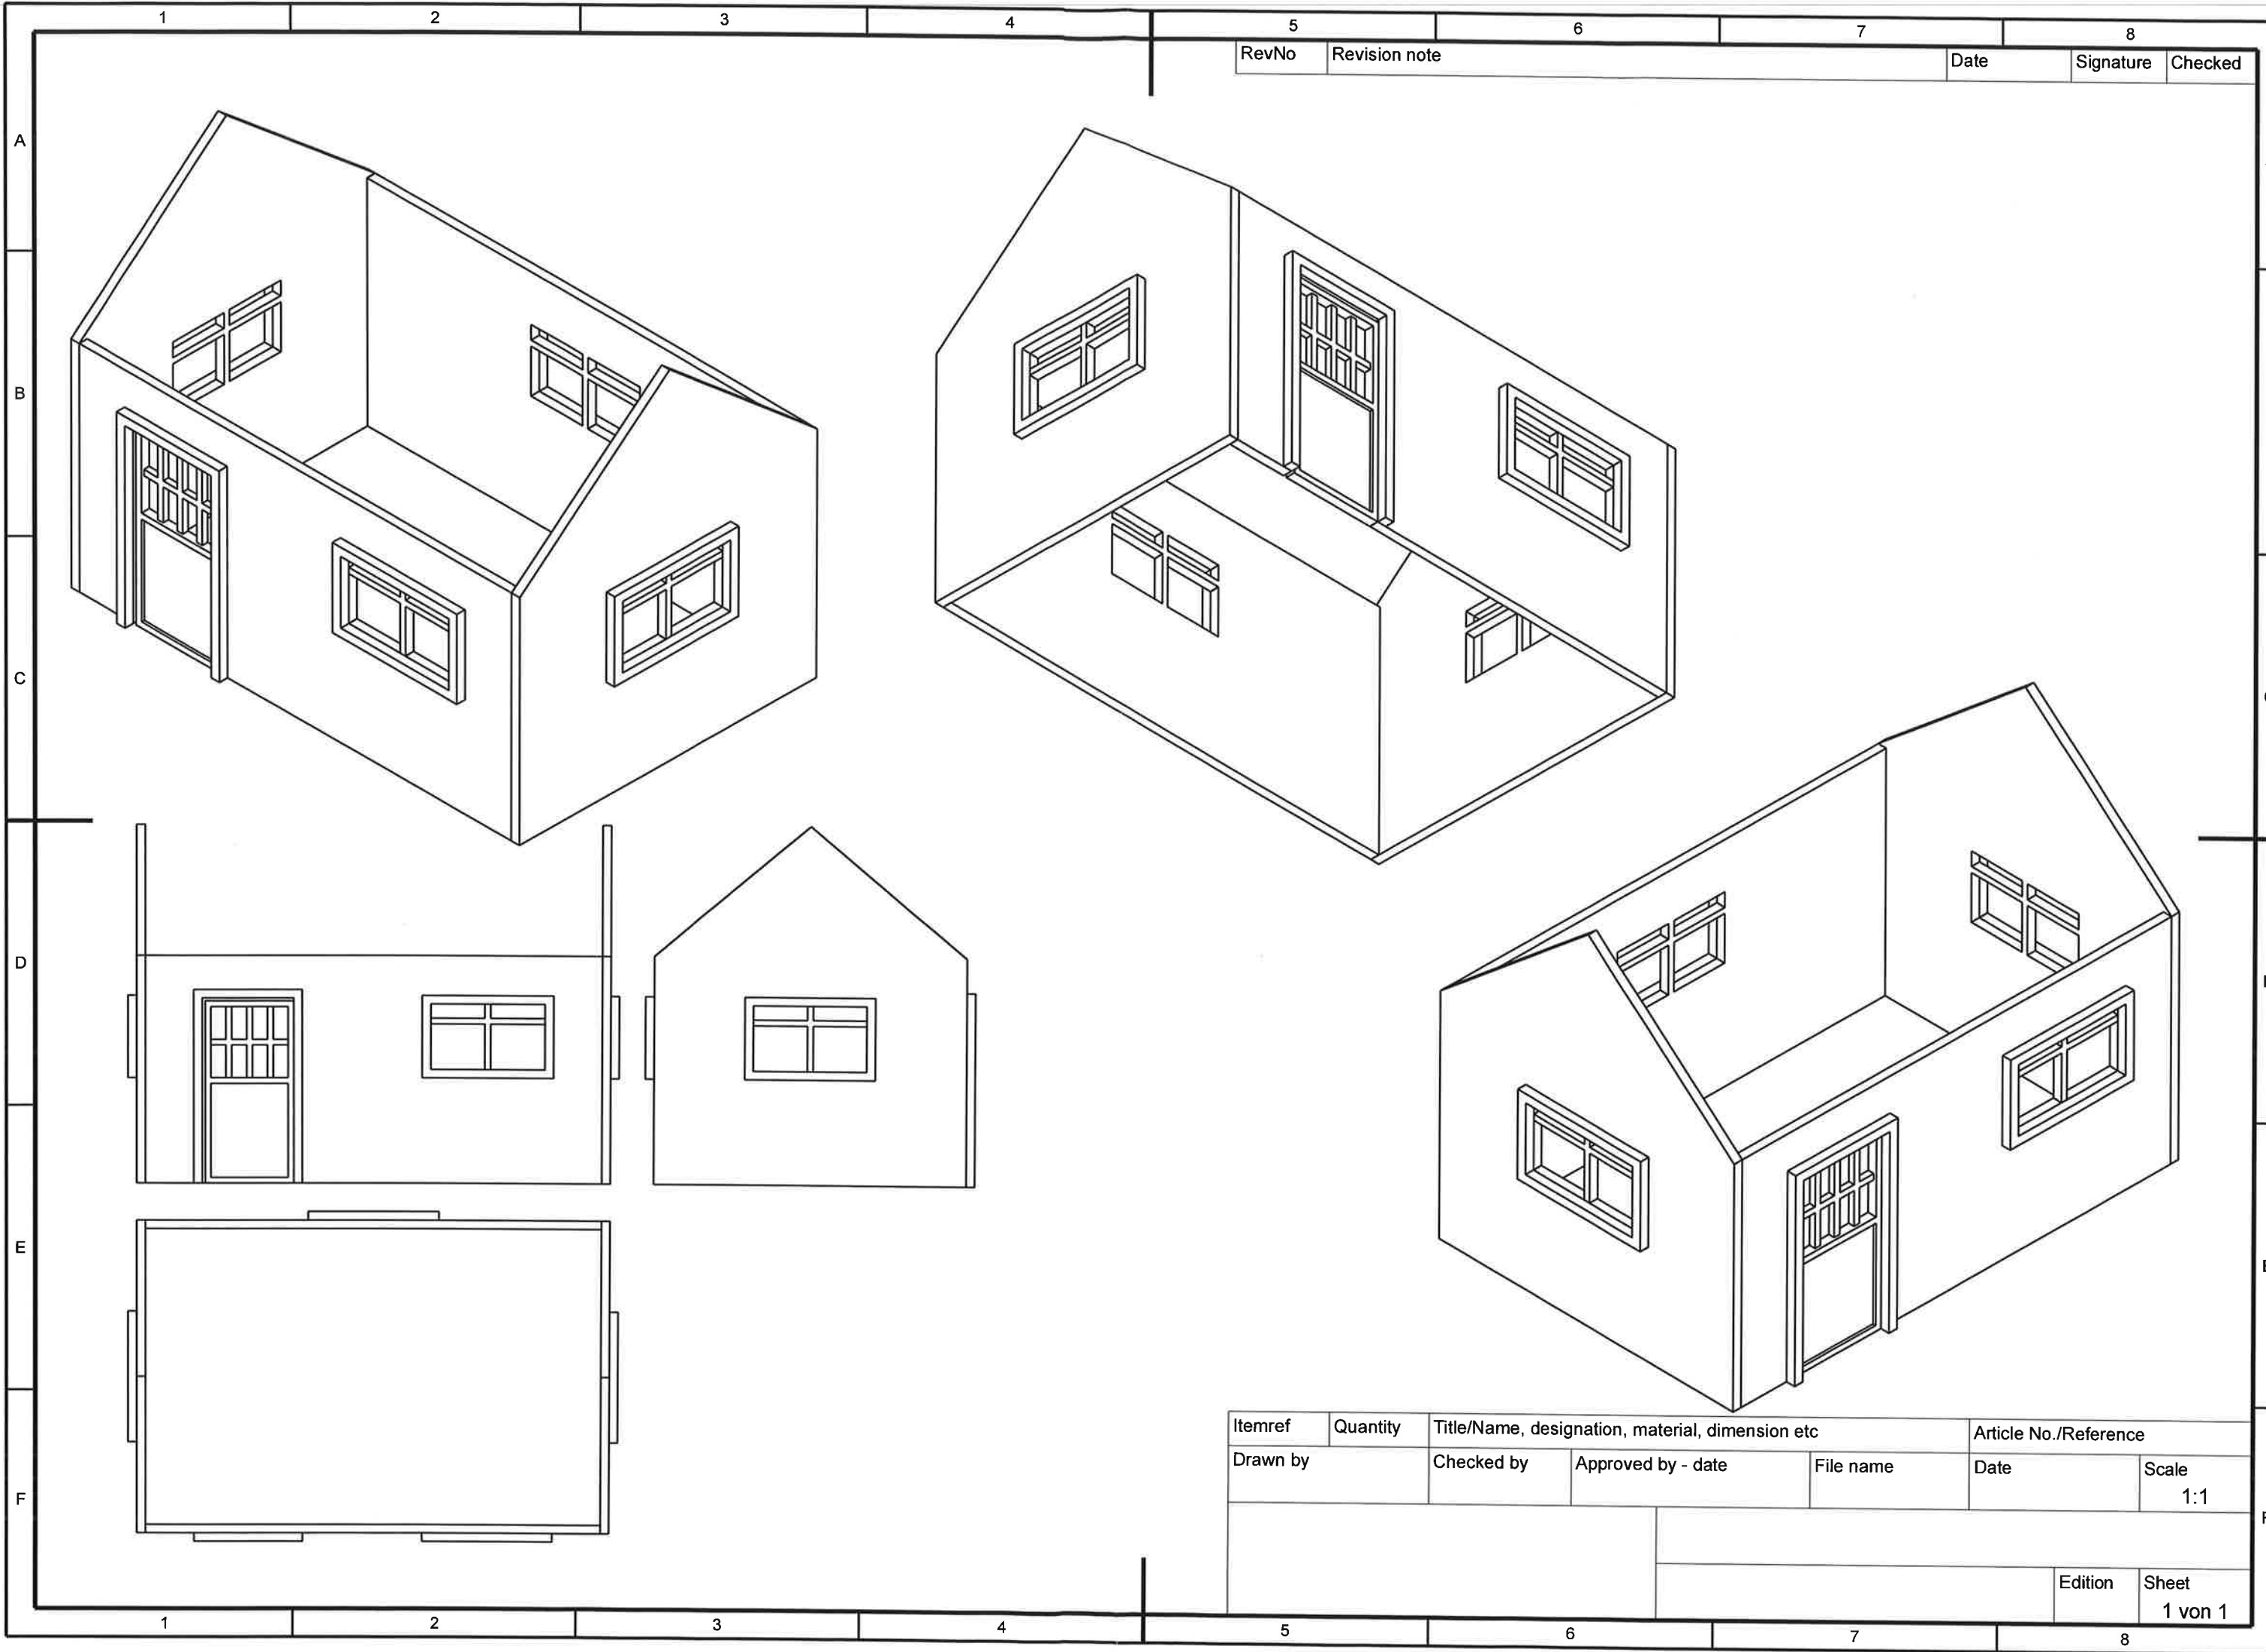 1 2 3 4 5 6 7 8
RevNo Revision note Date Signature Checked
A
B
C
D
E
F
Itemref Quantity Title/Name, designation, material, dimension etc Article No./Reference
Drawn by Checked by Approved by - date File name Date Scale
1:1
Edition Sheet
1 von 1
1 2 3 4 5 6 7 8